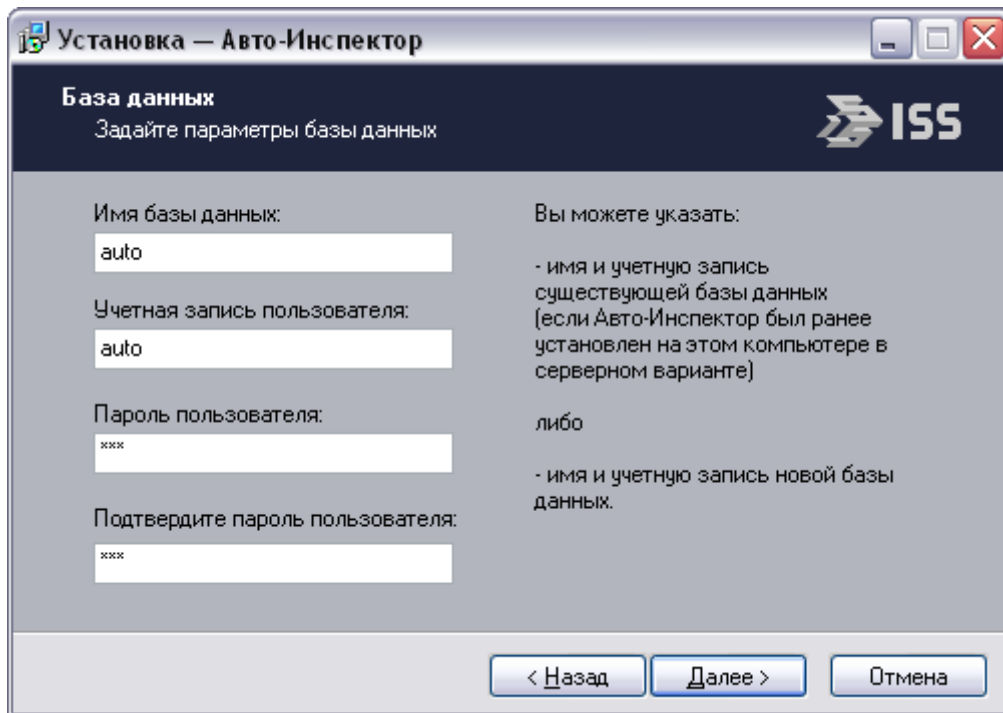 Установка — Авто-Инспектор
База данных
Задайте параметры базы данных
ISS
Имя базы данных:
auto
Учетная запись пользователя:
auto
Пароль пользователя:
***
Подтвердите пароль пользователя:
***
Вы можете указать:
- имя и учетную запись
существующей базы данных
(если Авто-Инспектор был ранее
установлен на этом компьютере в
серверном варианте)
либо
- имя и учетную запись новой базы
данных.
< Назад
Далее >
Отмена